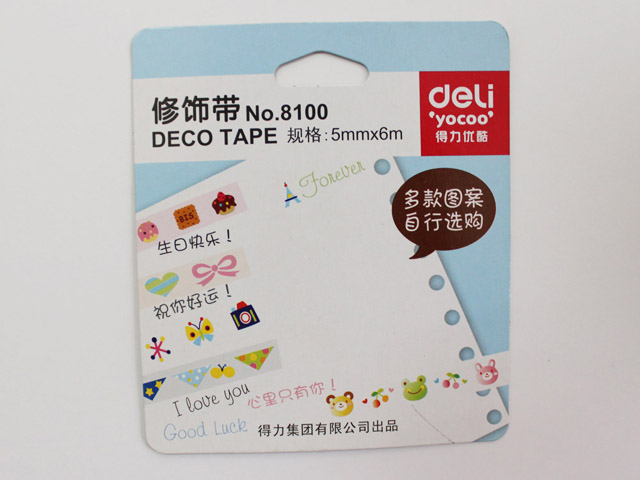 修饰带 No.8100
DECO TAPE 规格:5mmx6m
deli
'yocoo'
得力优酷
Forever
多款图案
自行选购
BIS
生日快乐!
祝你好运!
I love you
心里只有你!
Good Luck
得力集团有限公司出品